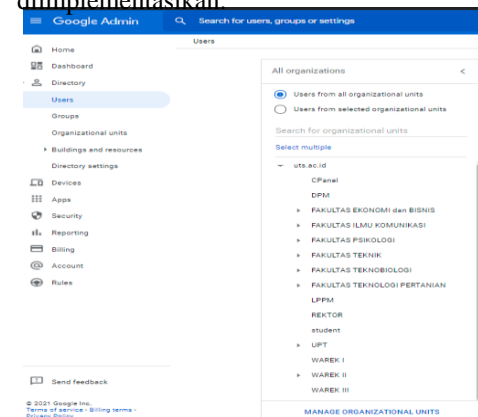 diimplementasikan.
Google Admin
Search for users, groups or settings
Users
Home
Dashboard
Directory
Users
Groups
Organizational units
Buildings and resources
Directory settings
Devices
Apps
Security
Reporting
Billing
Account
Rules
Send feedback
© 2021 Google Inc.
Terms of service - Billing terms -
Privacy Policy
All organizations
Users from all organizational units
Users from selected organizational units
Search for organizational units
Select multiple
uts.ac.id
CPanel
DPM
FAKULTAS EKONOMI dan BISNIS
FAKULTAS ILMU KOMUNIKASI
FAKULTAS PSIKOLOGI
FAKULTAS TEKNIK
FAKULTAS TEKNOBIOLOGI
FAKULTAS TEKNOLOGI PERTANIAN
LPPM
REKTOR
student
UPT
WAREK I
WAREK II
WAREK III
MANAGE ORGANIZATIONAL UNITS